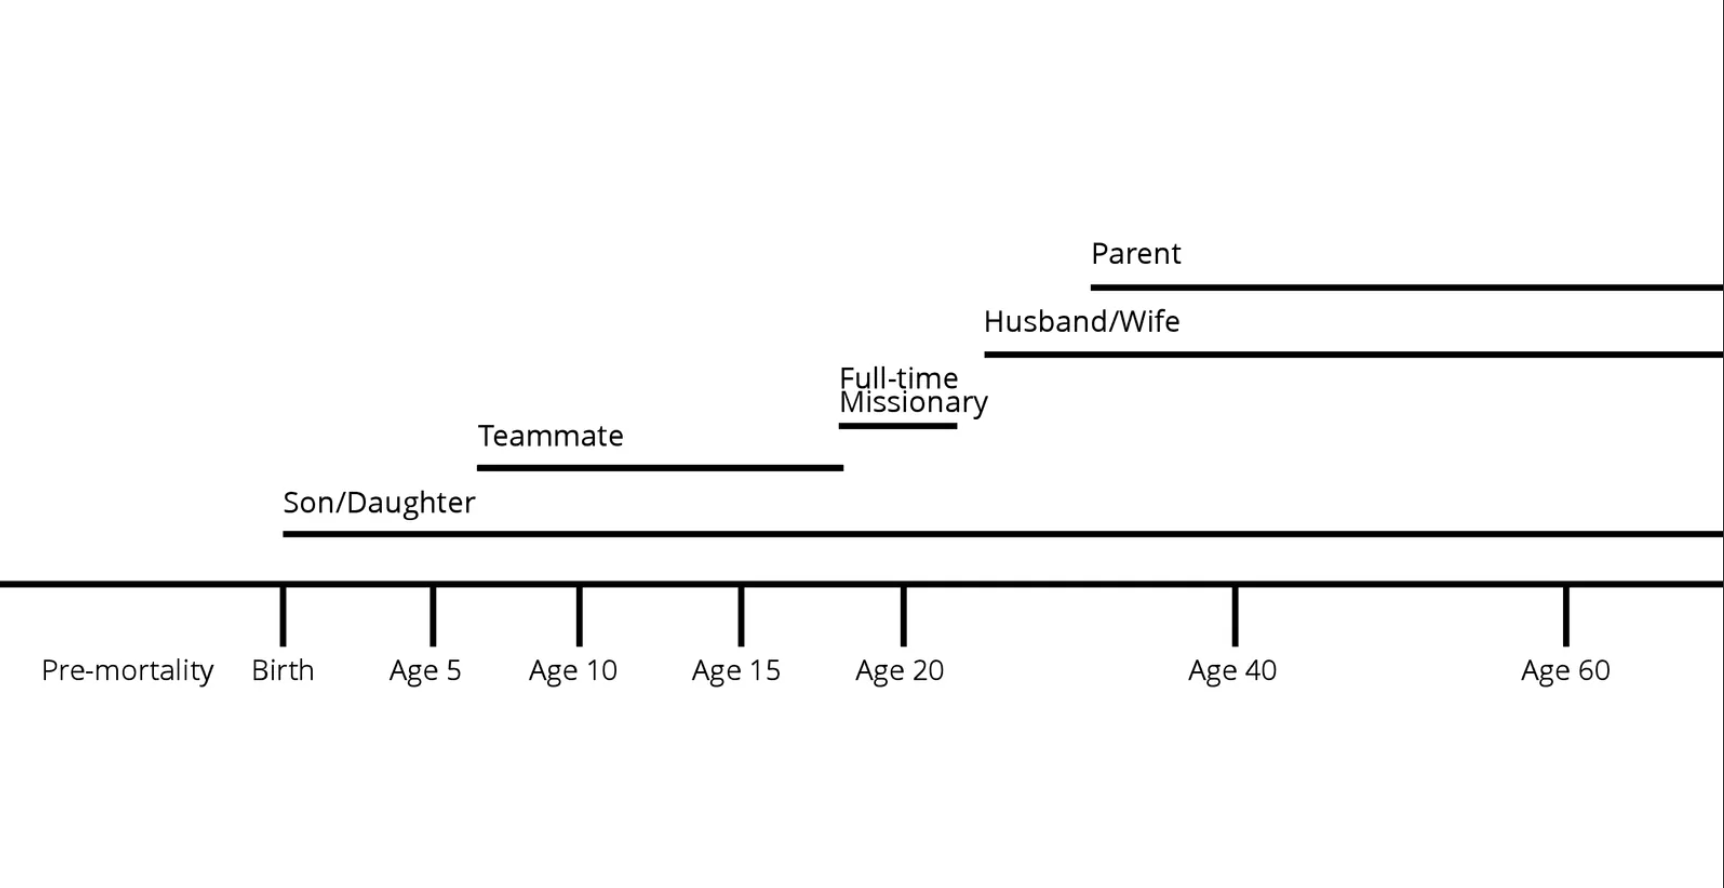 Parent
Husband/Wife
Full-time
Missionary
Teammate
Son/Daughter
Pre-mortality Birth Age 5 Age 10 Age 15 Age 20 Age 40 Age 60